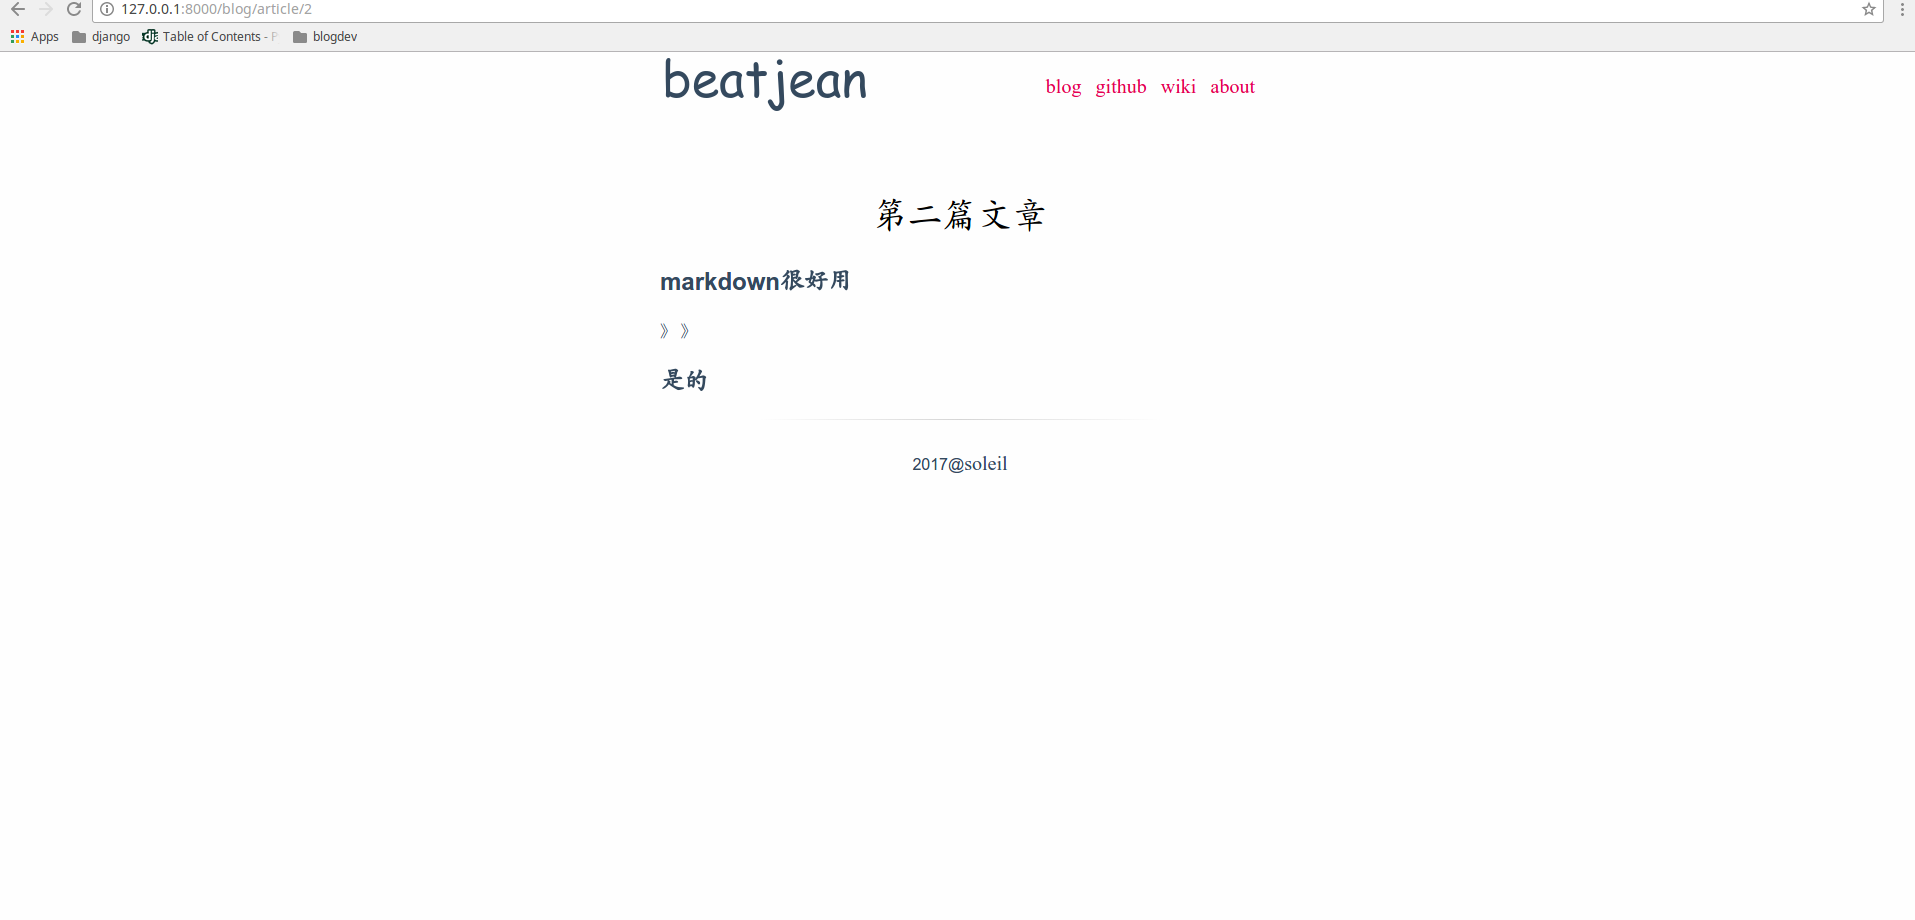 127.0.0.1:8000/blog/article/2
Apps django Table of Contents - blogdev
beatjean blog github wiki about
第二篇文章
markdown很好用
》 》
是的
2017@soleil